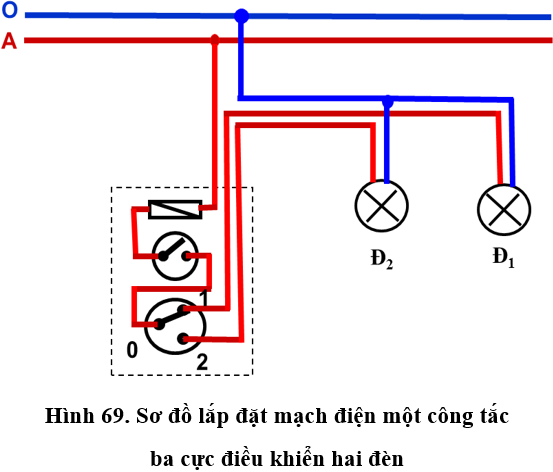 O
A
Đ₂
Đ₁
1
0
2
Hình 69. Sơ đồ lắp đặt mạch điện một công tắc
ba cực điều khiển hai đèn